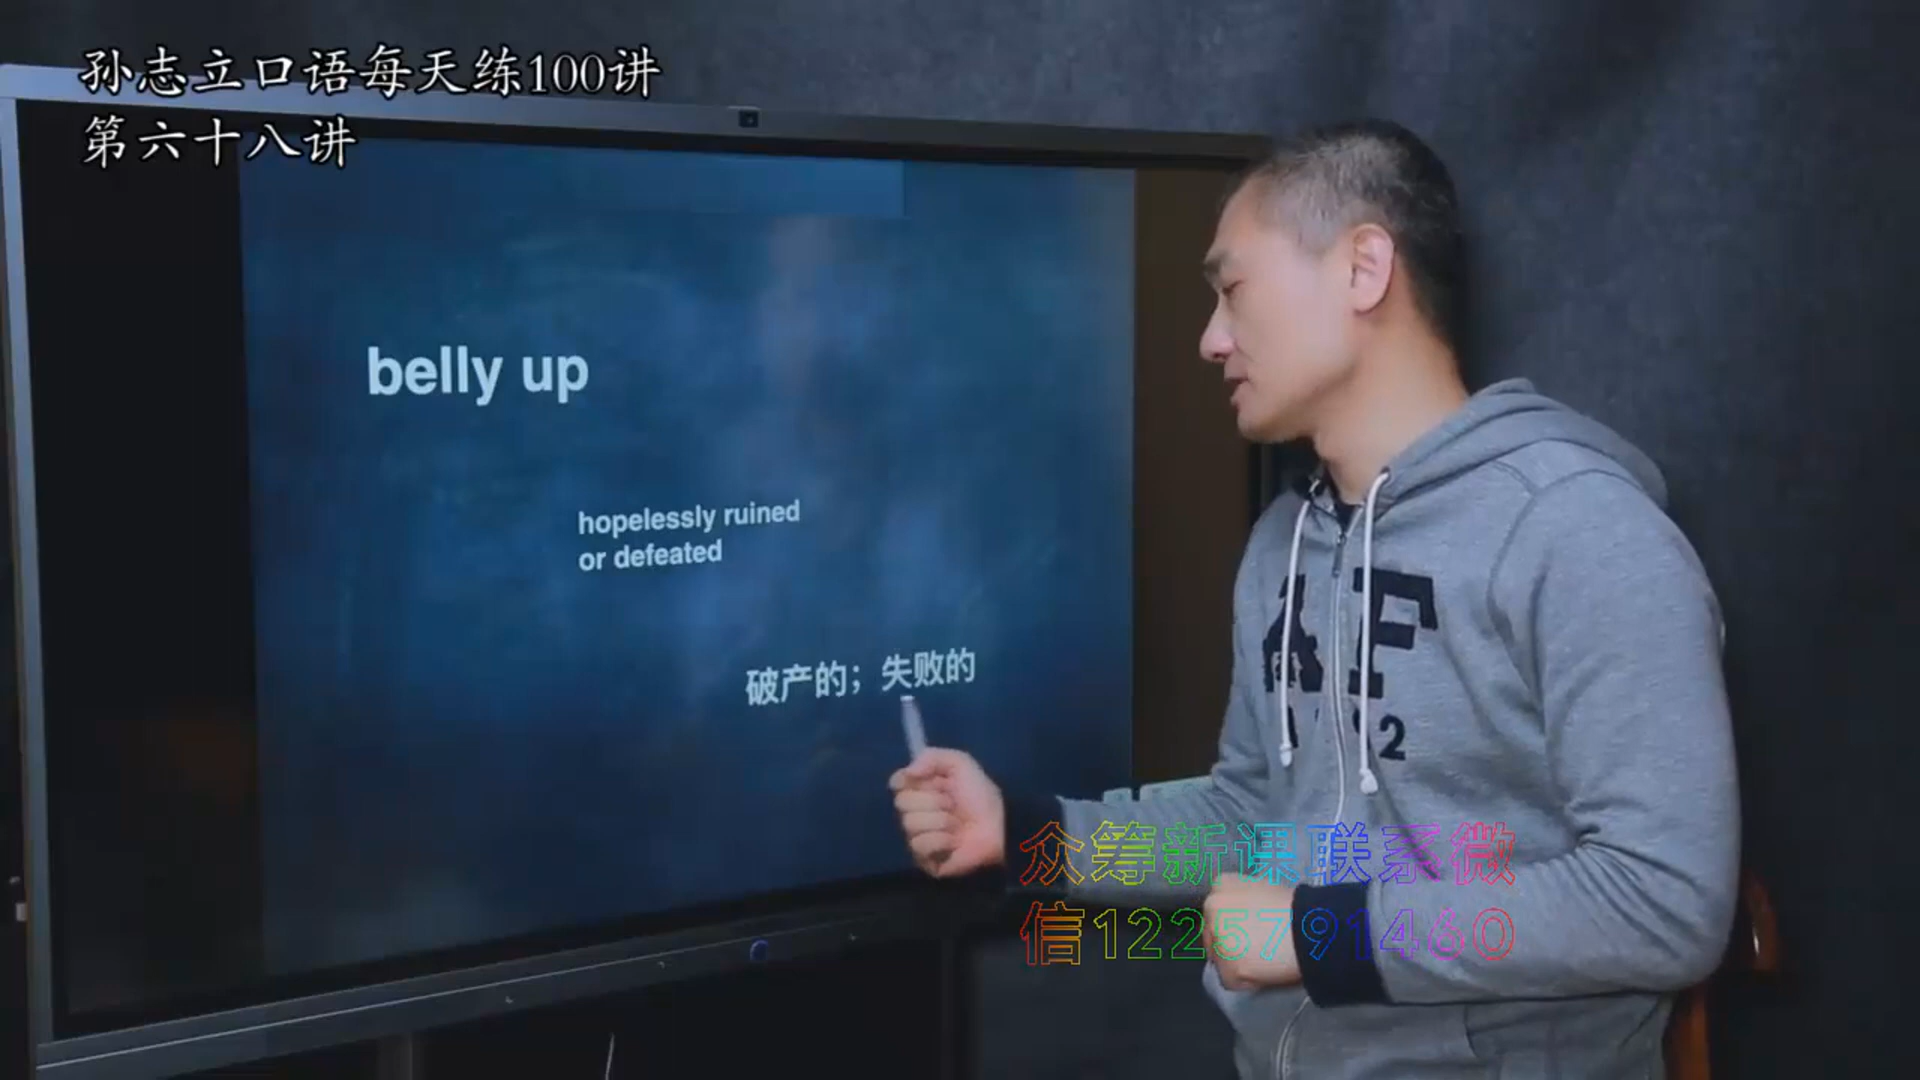 孙志立口语每天练100讲
第六十八讲
belly up
hopelessly ruined
or defeated
破产的；失败的
AF
众筹新课联系微
信1225791460